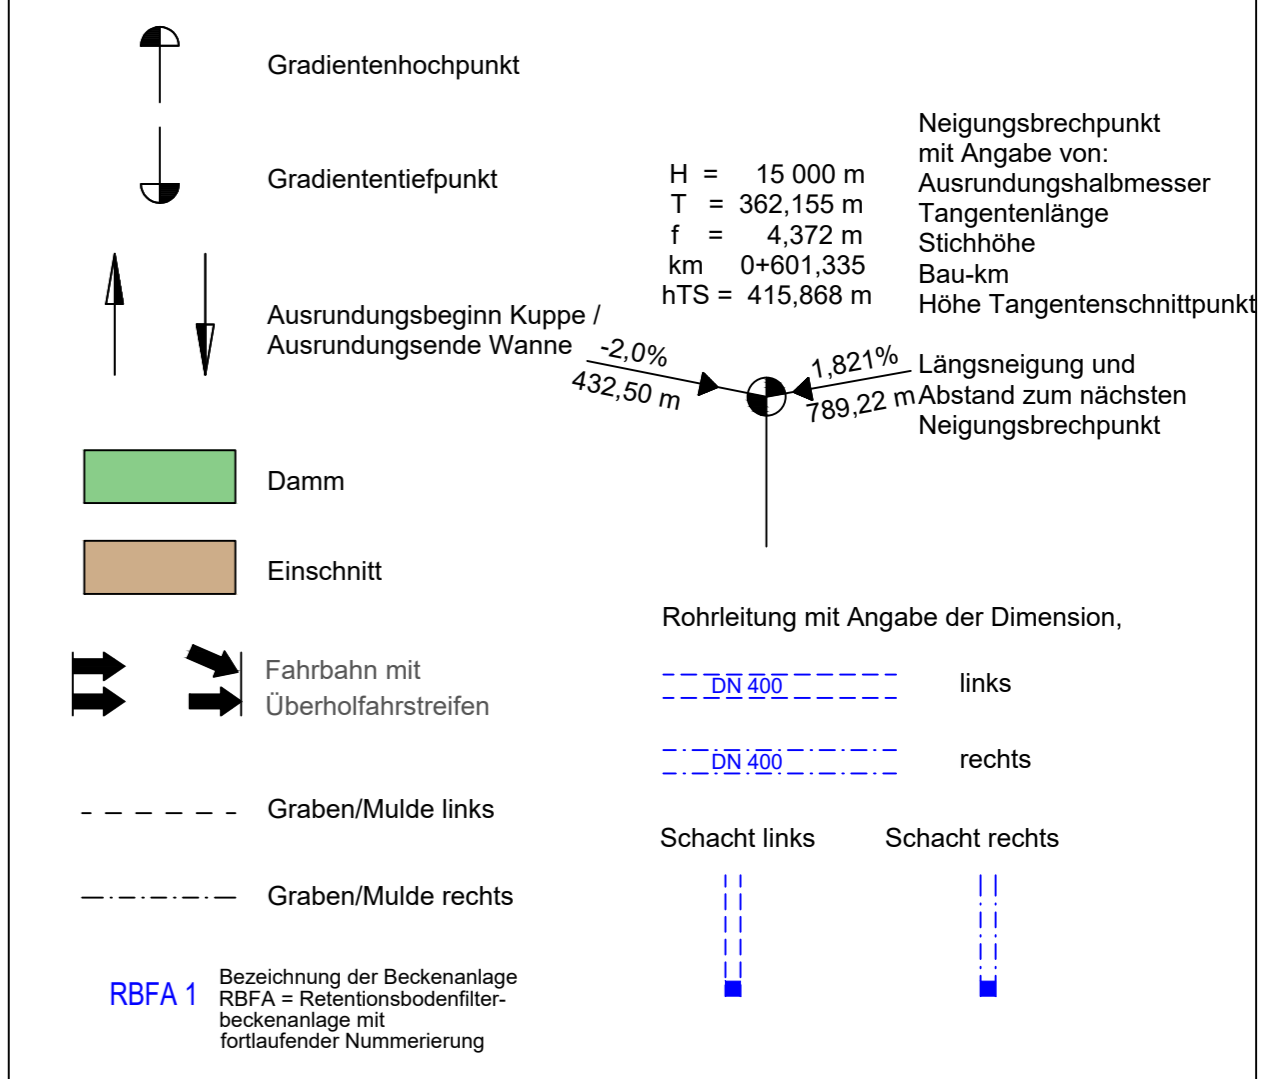 Gradientenhochpunkt
Gradiententiefpunkt
Ausrundungsbeginn Kuppe /
Ausrundungsende Wanne
Damm
Einschnitt
Fahrbahn mit
Überholfahrstreifen
Graben/Mulde links
Graben/Mulde rechts
RBFA 1
Bezeichnung der Beckenanlage
RBFA = Retentionsbodenfilter-
beckenanlage mit
fortlaufender Nummerierung
H = 15 000 m
T = 362,155 m
f = 4,372 m
km 0+601,335
hTS = 415,868 m
Neigungsbrechpunkt
mit Angabe von:
Ausrundungshalbmesser
Tangentenlänge
Stichhöhe
Bau-km
Höhe Tangentenschnittpunkt
-2,0%
432,50 m
1,821%
789,22 m
Längsneigung und
Abstand zum nächsten
Neigungsbrechpunkt
Rohrleitung mit Angabe der Dimension,
DN 400
links
DN 400
rechts
Schacht links
Schacht rechts